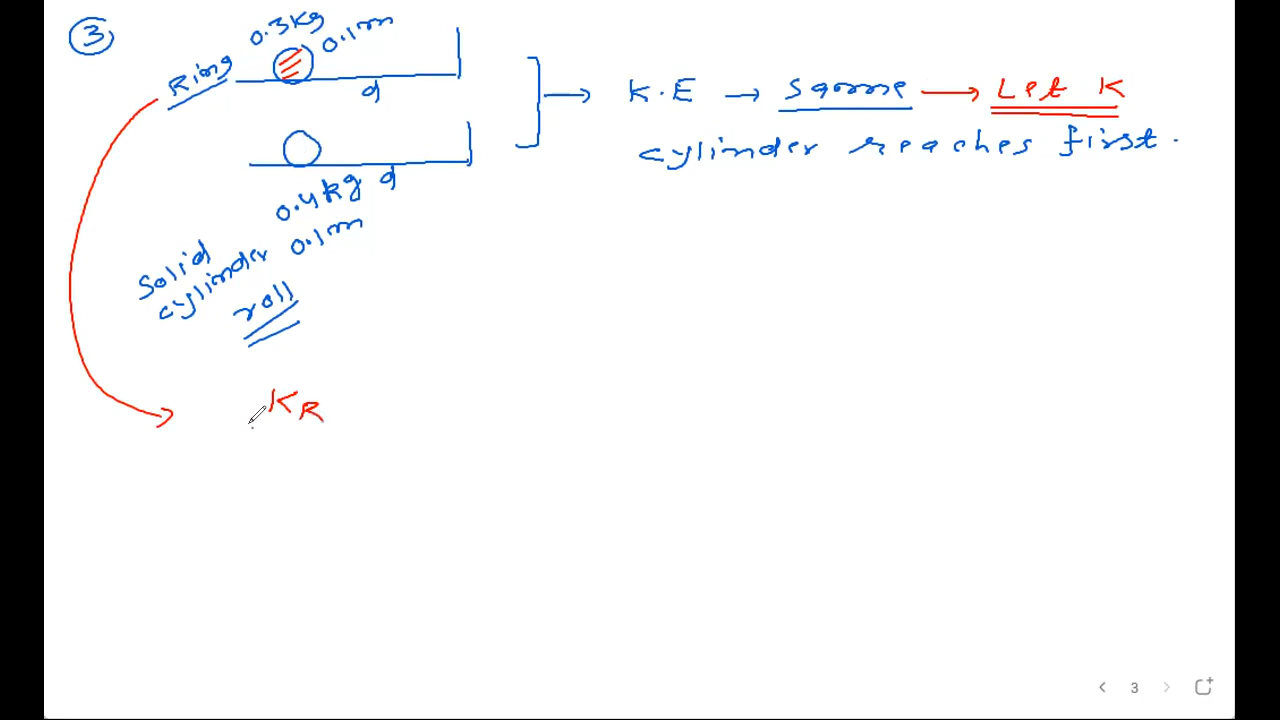 3
Ring 0.3kg 0.1m
d
0.4kg d
Solid cylinder 0.1m
roll
K.E → Same → Let K
cylinder reaches first.
KR
3